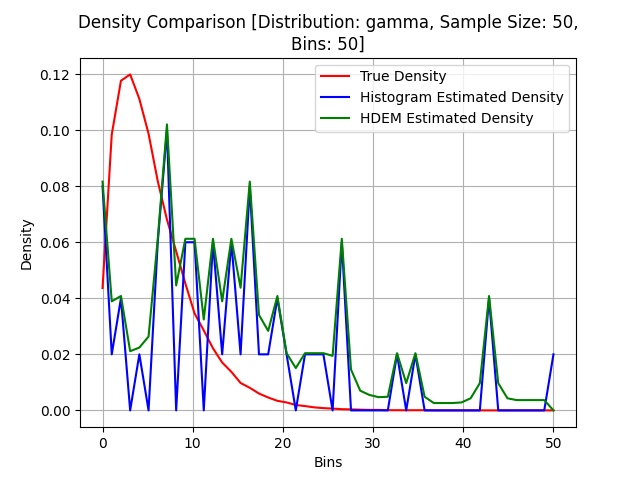 Density Comparison [Distribution: gamma, Sample Size: 50,
Bins: 50]
True Density
Histogram Estimated Density
HDEM Estimated Density
Density
0.12
0.10
0.08
0.06
0.04
0.02
0.00
0
10
20
30
40
50
Bins